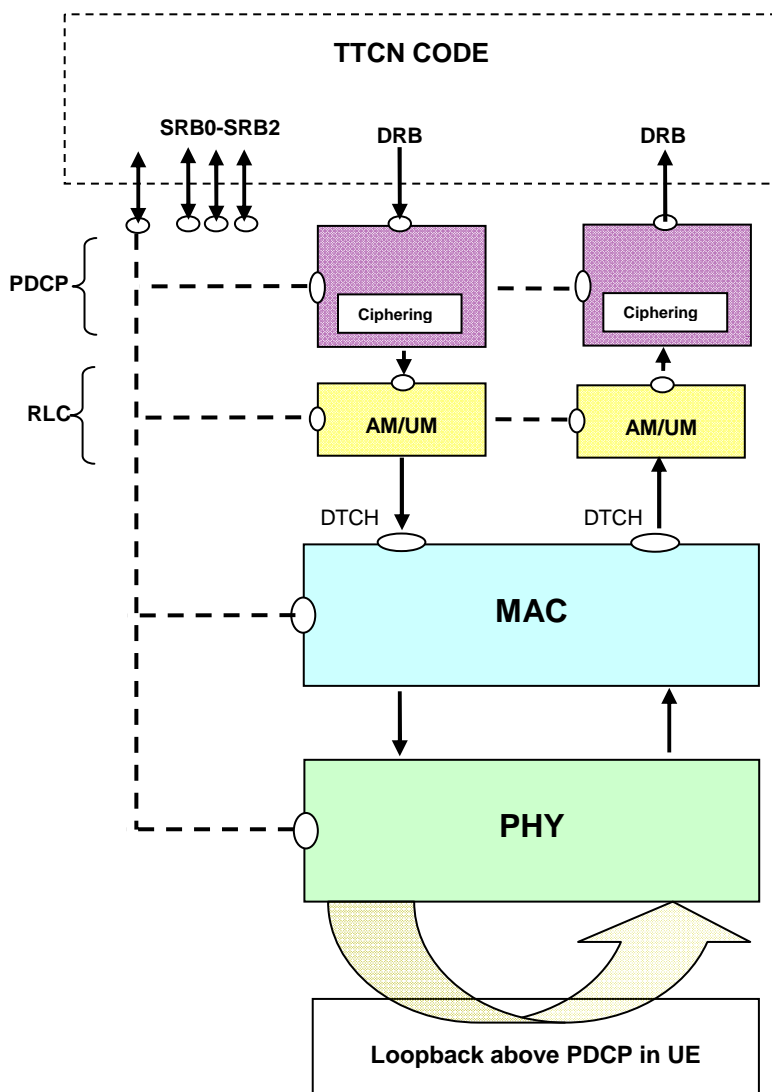 TTCN CODE
SRB0-SRB2
DRB
DRB
PDCP
Ciphering
Ciphering
RLC
AM/UM
AM/UM
DTCH
DTCH
MAC
PHY
Loopback above PDCP in UE